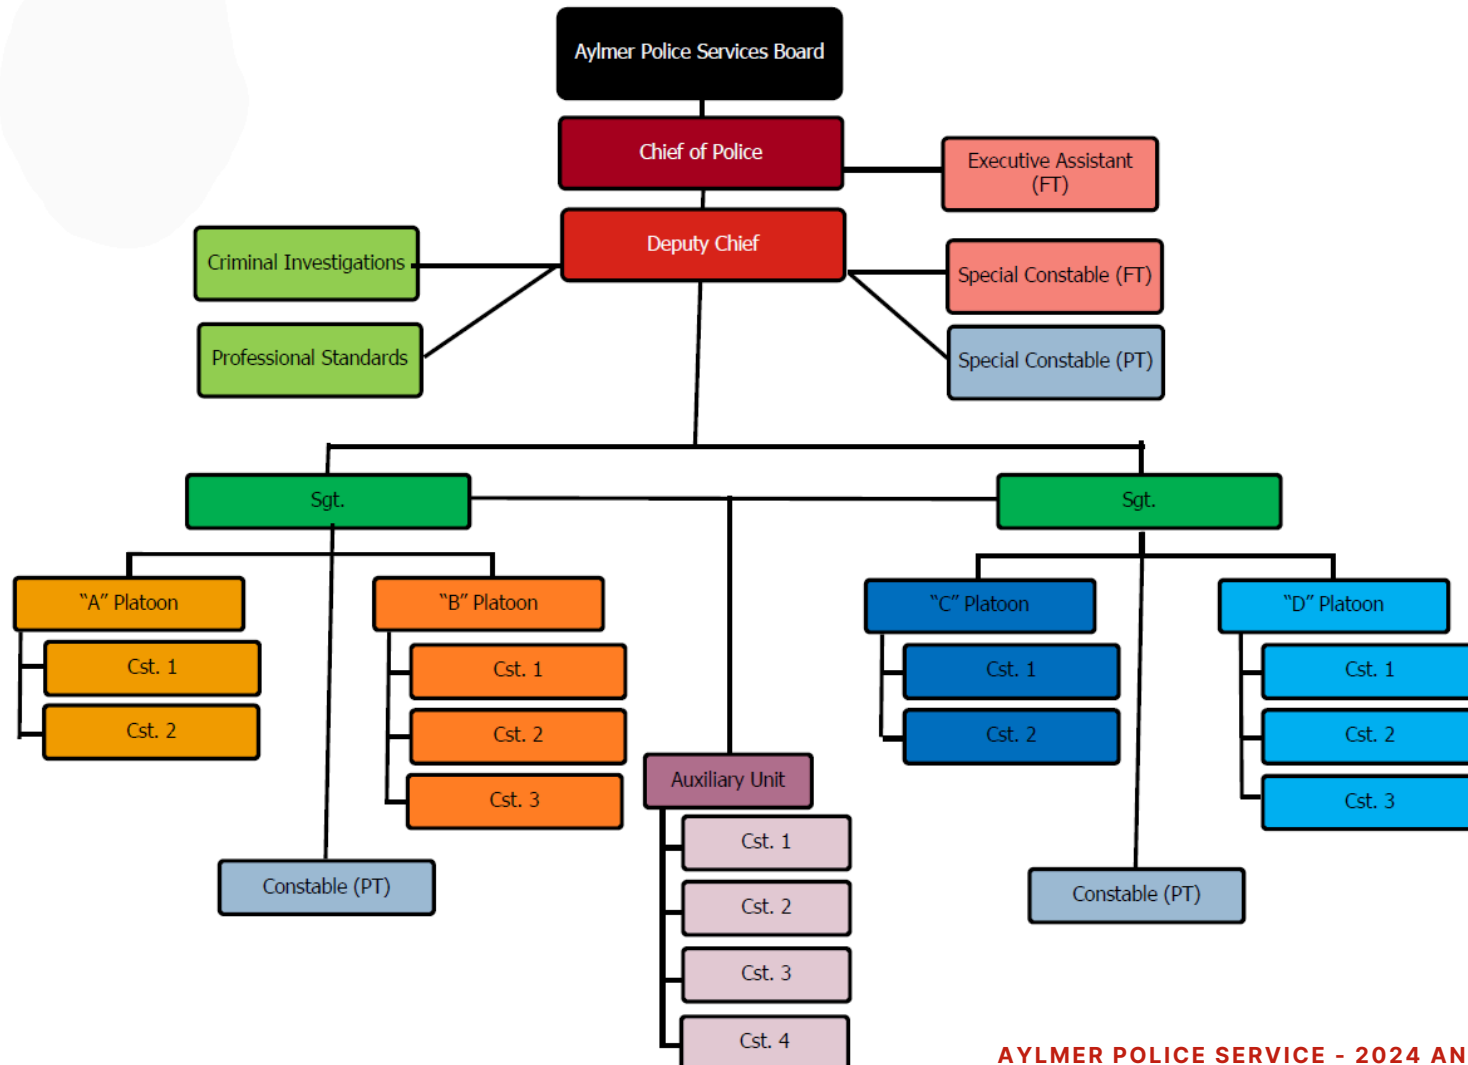 Aylmer Police Services Board
Chief of Police
Executive Assistant
(FT)
Deputy Chief
Criminal Investigations
Special Constable (FT)
Professional Standards
Special Constable (PT)
Sgt.
Sgt.
“A” Platoon
Cst. 1
Cst. 2
“B” Platoon
Cst. 1
Cst. 2
Cst. 3
Constable (PT)
Auxiliary Unit
Cst. 1
Cst. 2
Cst. 3
Cst. 4
“C” Platoon
Cst. 1
Cst. 2
“D” Platoon
Cst. 1
Cst. 2
Cst. 3
Constable (PT)
AYLMER POLICE SERVICE - 2024 AN